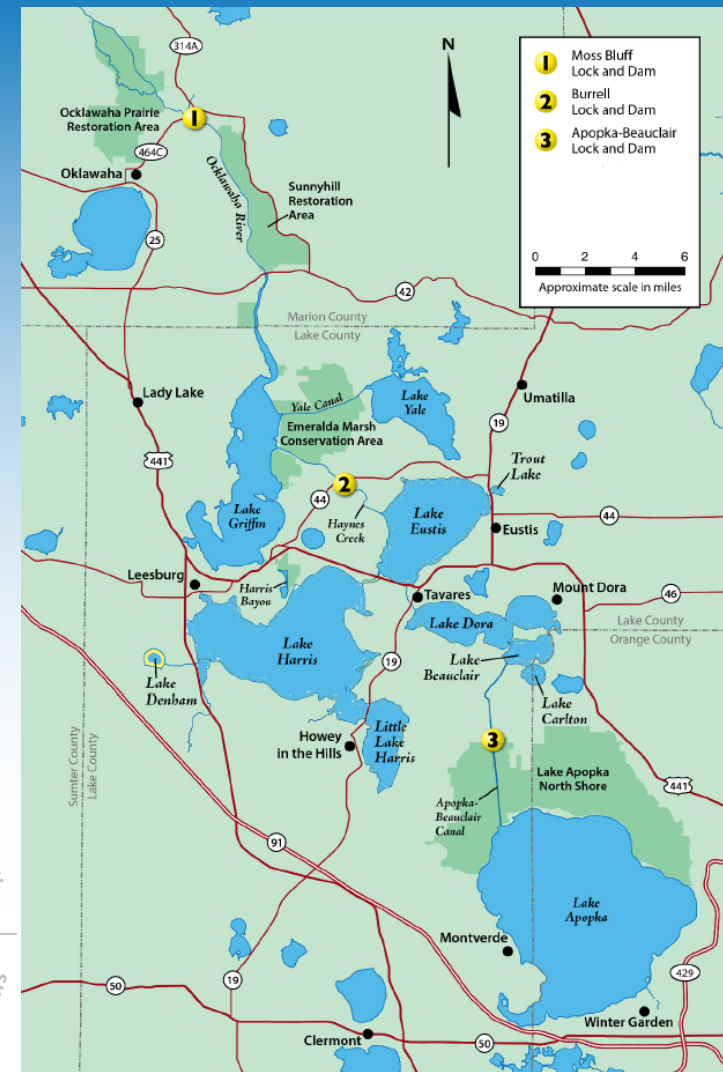 N
1
Moss Bluff
Lock and Dam
2
Burrell
Lock and Dam
3
Apopka-Beauclair
Lock and Dam
0 2 4 6
Approximate scale in miles
314A
Ocklawaha Prairie
Restoration Area
1
464C
Oklawaha
Ocklawaha River
Sunnyhill
Restoration
Area
25
42
Marion County
Lake County
Lady Lake
Yale Canal
Lake
Yale
Umatilla
Emeralda Marsh
Conservation Area
19
441
Trout
Lake
2
44
Lake
Griffin
Haynes
Creek
Lake
Eustis
44
Eustis
Leesburg
Harris
Bayou
Tavares
Mount Dora
46
Lake Dora
Lake County
Orange County
Lake
Harris
Lake
Beauclair
19
Lake
Denham
Lake
Carlton
Little
Lake
Harris
Howey
in the Hills
3
Sumter County
Lake County
Lake Apopka
North Shore
441
Apopka-
Beauclair
Canal
91
Lake
Apopka
Montverde
429
19
50
Winter Garden
Clermont
50